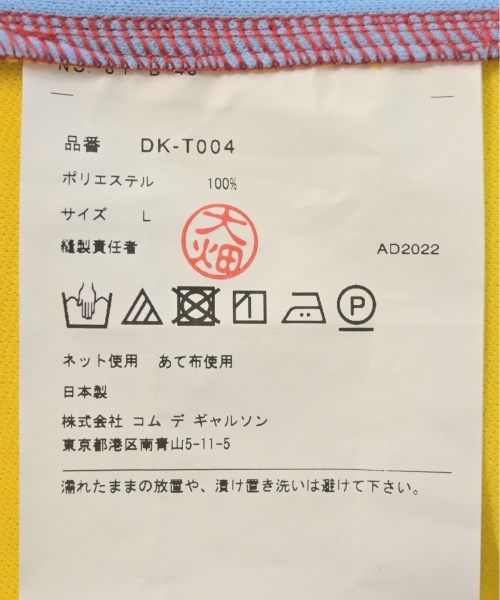 品番 DK-T004
ポリエステル 100%
サイズ L
大畑
縫製責任者 AD2022
P
ネット使用 あて布使用
日本製
株式会社 コム デ ギャルソン
東京都港区南青山5-11-5
濡れたままの放置や、漬け置き洗いは避けて下さい。